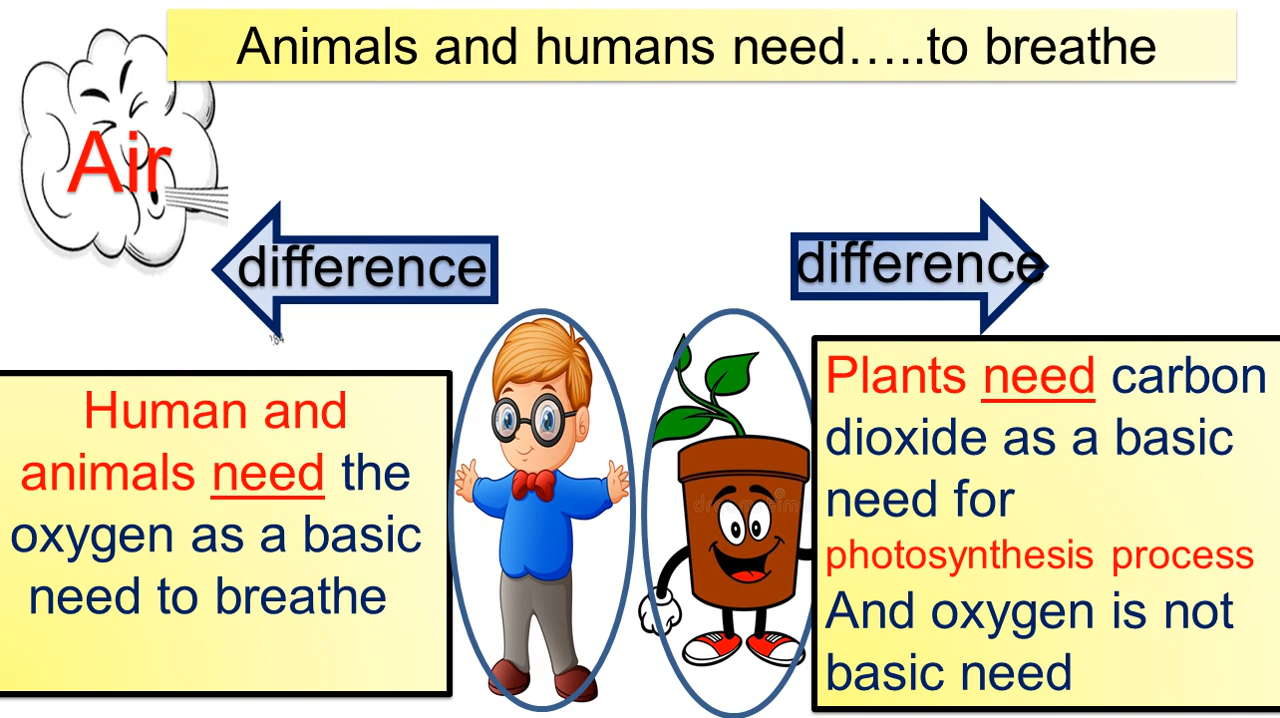 Animals and humans need…..to breathe
Air
difference
difference
Human and
animals need the
oxygen as a basic
need to breathe
Plants need carbon
dioxide as a basic
need for
photosynthesis process
And oxygen is not
basic need